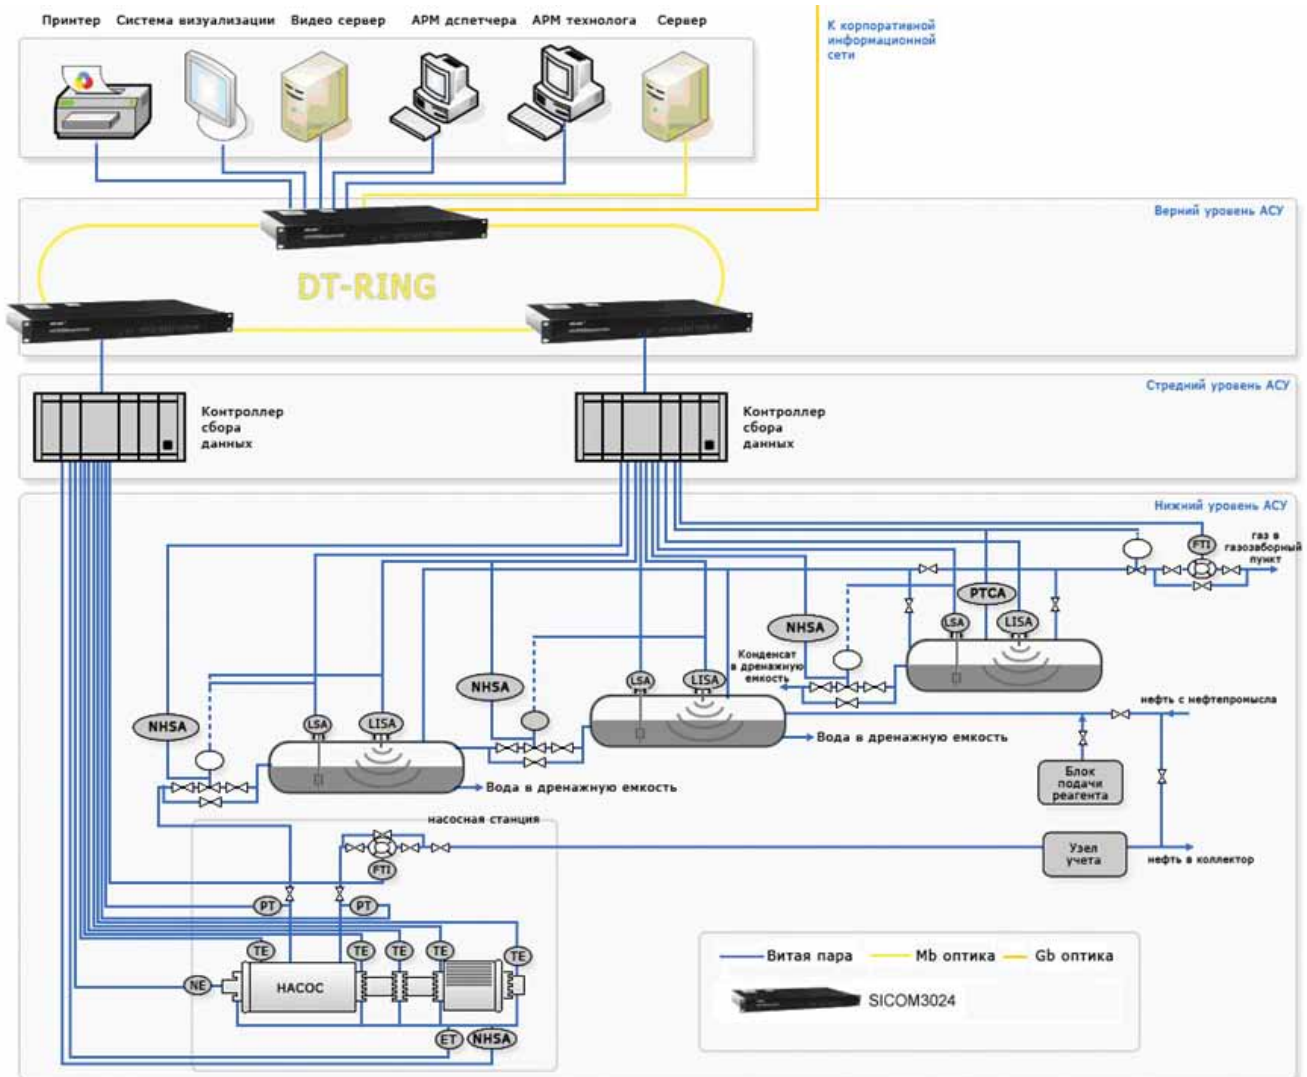 Принтер
Система визуализации
Видео сервер
АРМ дспетчера
АРМ технолога
Сервер
К корпоративной
информационной
сети
Верний уровень АСУ
DT-RING
Стредний уровень АСУ
Контроллер
сбора
данных
Контроллер
сбора
данных
Нижний уровень АСУ
газ в
газозаборный
пункт
FTI
PTCA
LSA
LISA
NHSA
Конденсат
в дренажную
емкость
NHSA
LSA
LISA
нефть с нефтепромысла
NHSA
LSA
LISA
Вода в дренажную емкость
Блок
подачи
реагента
Вода в дренажную емкость
насосная станция
Узел
учета
нефть в коллектор
FTI
PT
PT
TE
TE
TE
TE
TE
NE
НАСОС
ET
NHSA
Витая пара
Mb оптика
Gb оптика
SICOM3024